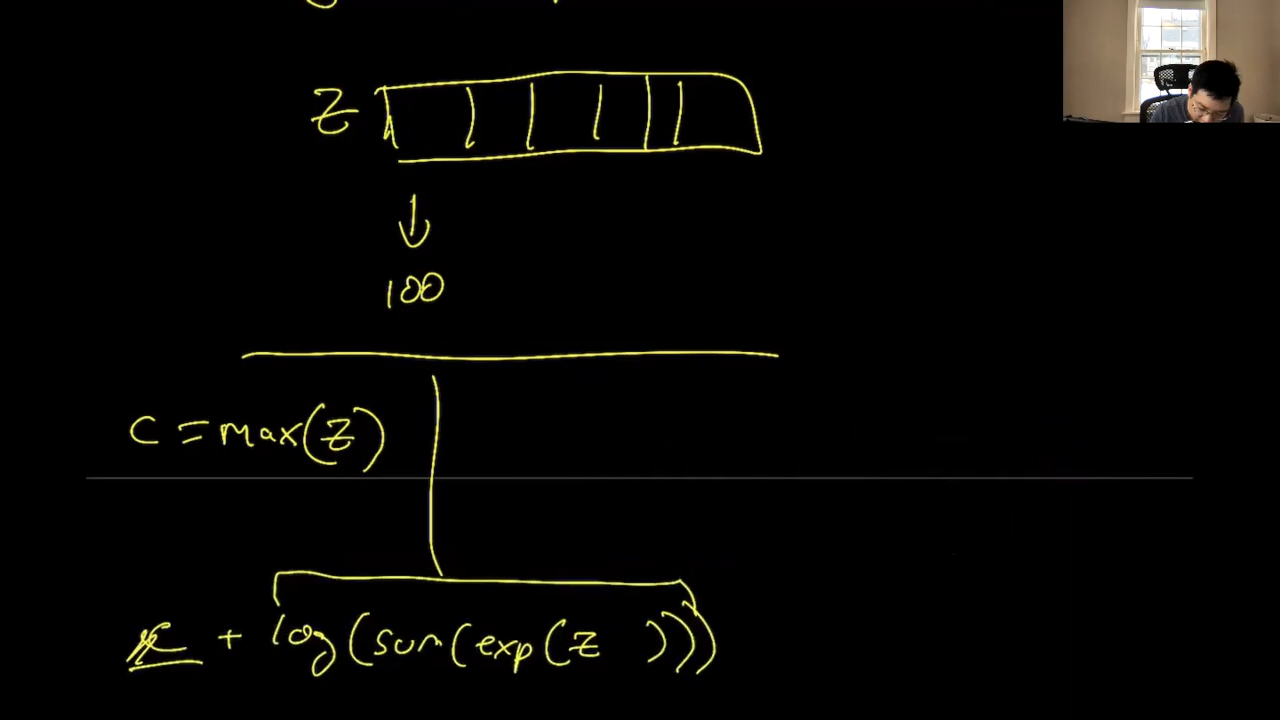 Z
100
c = max(z)
c + log(sum(exp(z )))